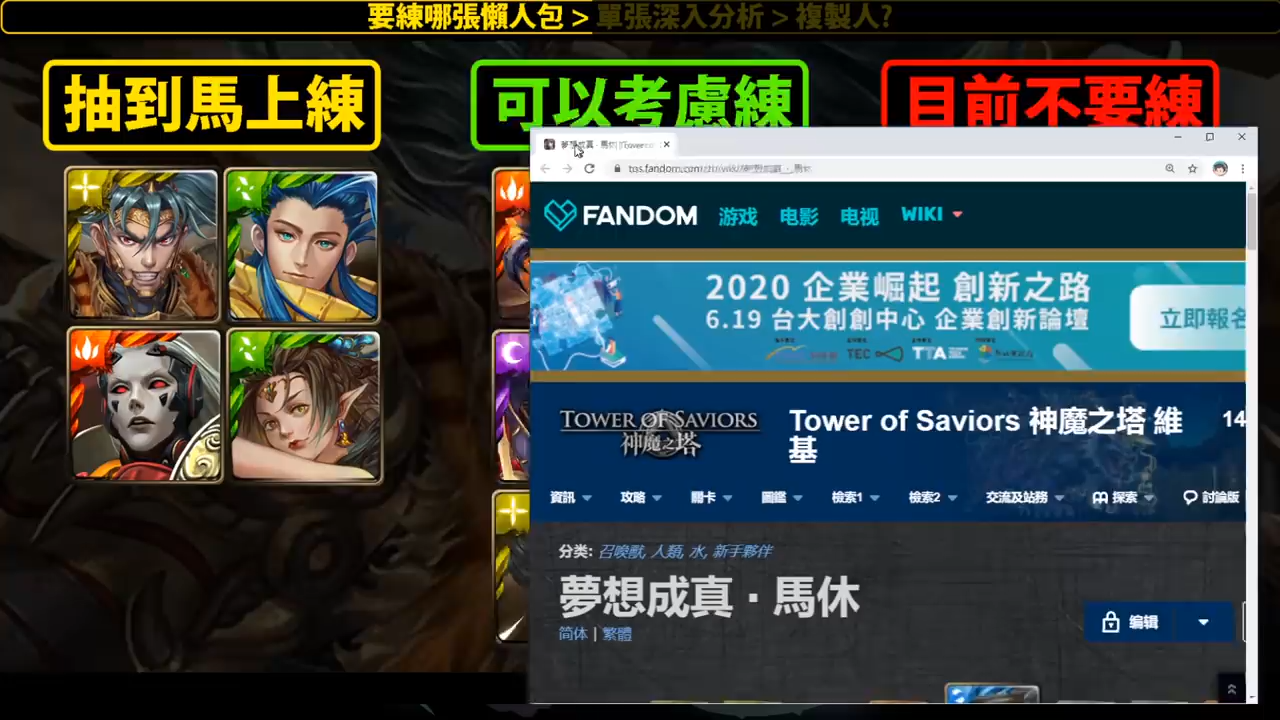 要練哪張懶人包 > 單張深入分析 > 複製人?
抽到馬上練
可以考慮練
目前不要練
FANDOM 游戏 电影 电视 WIKI
2020 企業崛起 創新之路
6.19 台大創創中心 企業創新論壇
立即報名
TEC TTA
TOWER OF SAVIORS
神魔之塔
Tower of Saviors 神魔之塔 維
基
14
資訊 攻略 關卡 圖鑑 檢索1 檢索2 交流及站務 探索 討論版
分类: 召喚獸, 人類, 水, 新手夥伴
夢想成真 · 馬休
编辑
简体 | 繁體